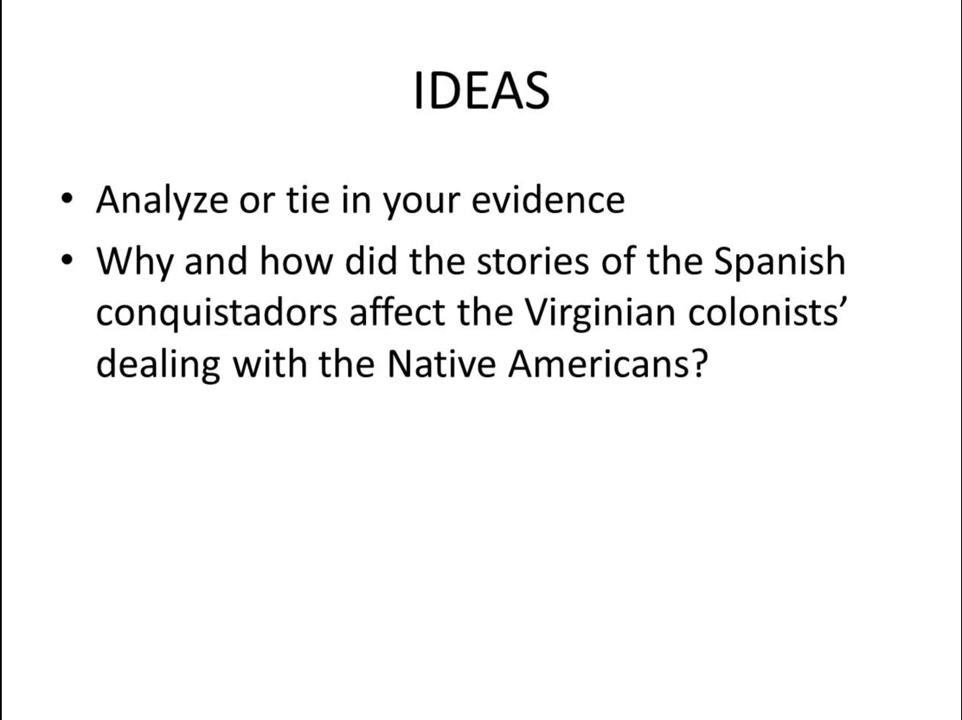 IDEAS
• Analyze or tie in your evidence
• Why and how did the stories of the Spanish
conquistadors affect the Virginian colonists’
dealing with the Native Americans?